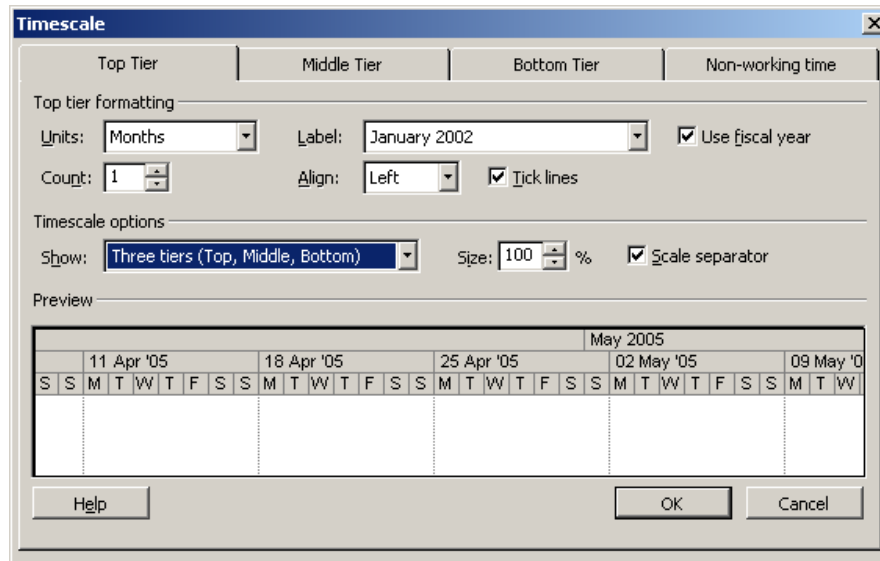 Timescale
Top Tier Middle Tier Bottom Tier Non-working time
Top tier formatting
Units: Months Label: January 2002 Use fiscal year
Count: 1 Align: Left Tick lines
Timescale options
Show: Three tiers (Top, Middle, Bottom) Size: 100 % Scale separator
Preview
May 2005
11 Apr '05 18 Apr '05 25 Apr '05 02 May '05 09 May '0
S S M T W T F S S M T W T F S S M T W T F S S M T W T F S S M T W
Help OK Cancel